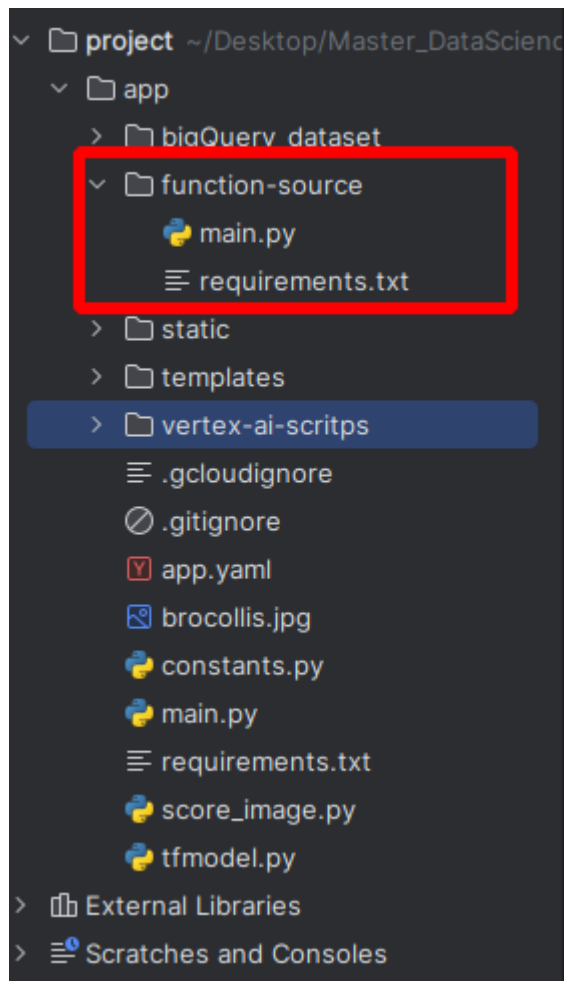 project ~/Desktop/Master_DataScienc
app
bigQuery_dataset
function-source
main.py
requirements.txt
static
templates
vertex-ai-scritps
.gcloudignore
.gitignore
app.yaml
brocollis.jpg
constants.py
main.py
requirements.txt
score_image.py
tfmodel.py
External Libraries
Scratches and Consoles